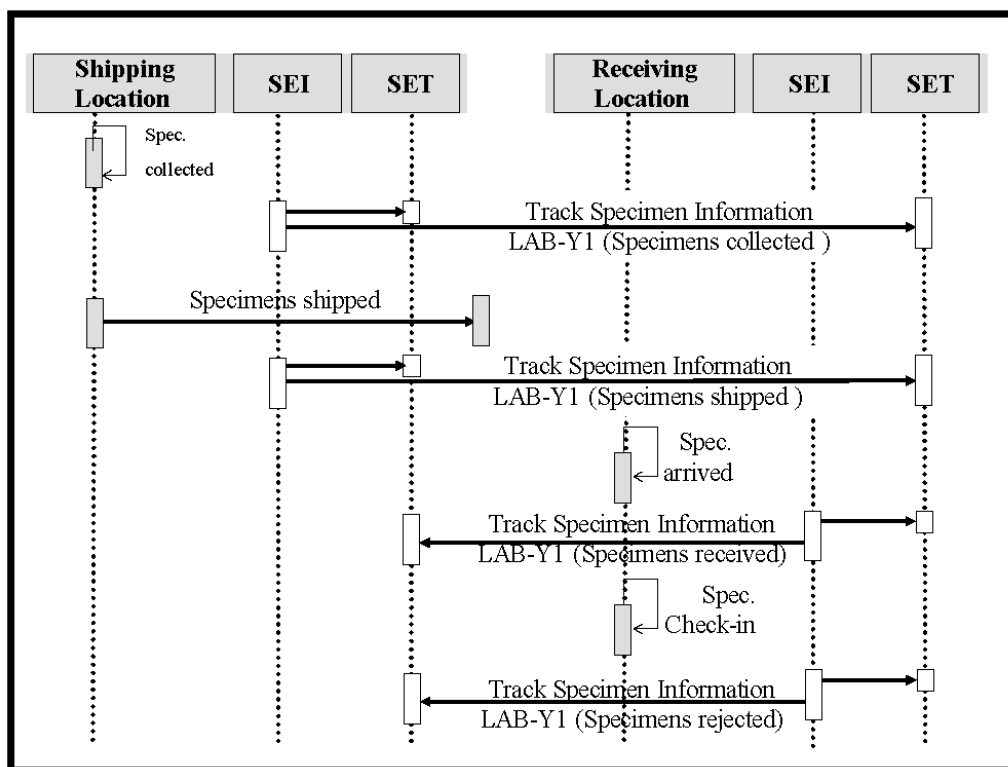 Shipping
Location
SEI
SET
Receiving
Location
SEI
SET
Spec.
collected
Track Specimen Information
LAB-Y1 (Specimens collected )
Specimens shipped
Track Specimen Information
LAB-Y1 (Specimens shipped )
Spec.
arrived
Track Specimen Information
LAB-Y1 (Specimens received)
Spec.
Check-in
Track Specimen Information
LAB-Y1 (Specimens rejected)